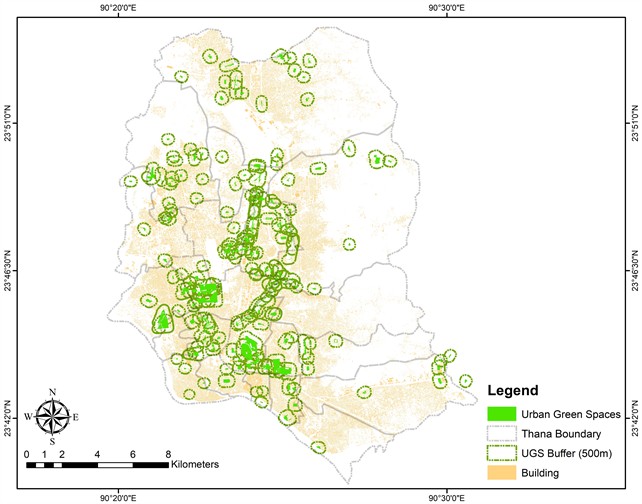 90°20'0"E 90°30'0"E
23°51'0"N 23°51'0"N
23°46'30"N 23°46'30"N
23°42'0"N 23°42'0"N
N
W E
S
0 1 2 4 6 8
Kilometers
Legend
Urban Green Spaces
Thana Boundary
UGS Buffer (500m)
Building
90°20'0"E 90°30'0"E